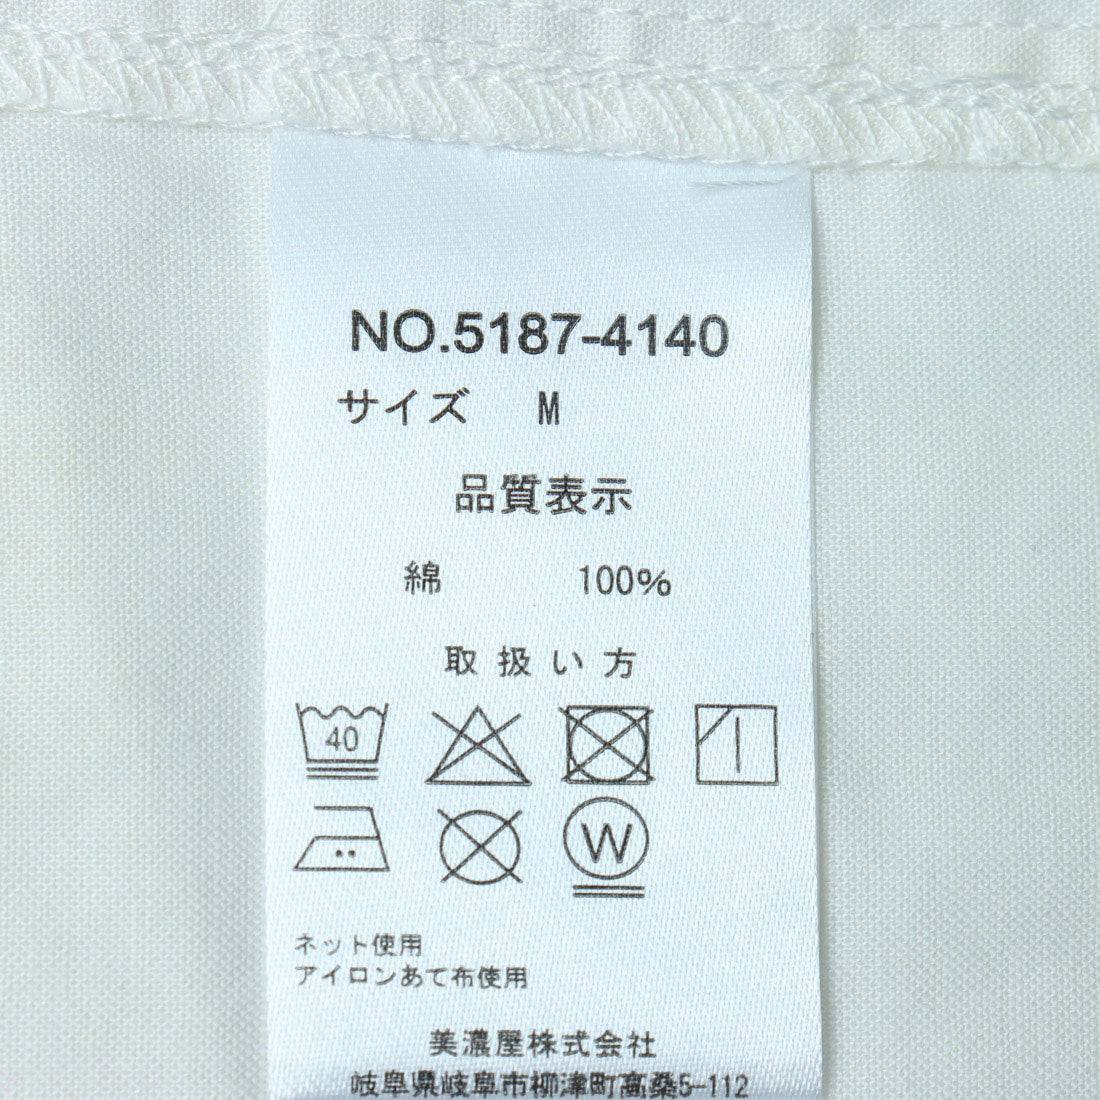 NO.5187-4140
サイズ M
品質表示
綿 100%
取扱い方
40
W
ネット使用
アイロンあて布使用
美濃屋株式会社
岐阜県岐阜市柳津町高桑5-112